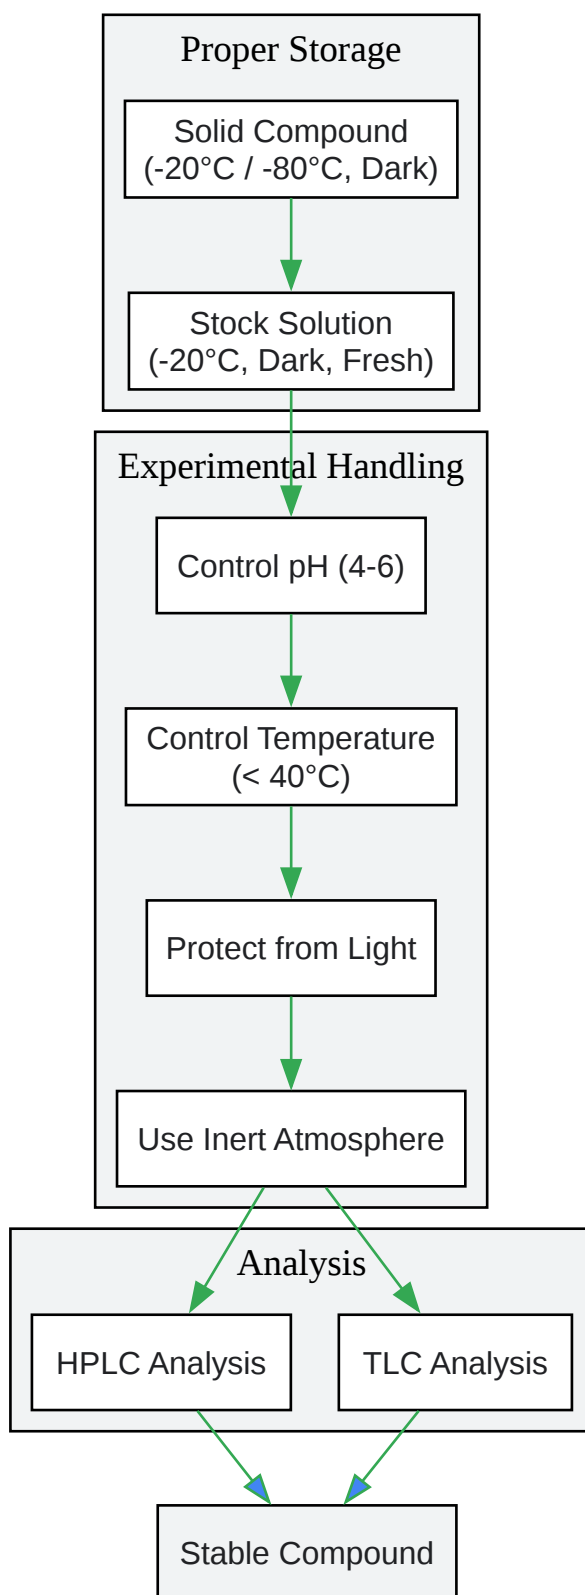 Proper Storage
Solid Compound
(-20°C / -80°C, Dark)
Stock Solution
(-20°C, Dark, Fresh)
Experimental Handling
Control pH (4-6)
Control Temperature
(< 40°C)
Protect from Light
Use Inert Atmosphere
Analysis
HPLC Analysis
TLC Analysis
Stable Compound